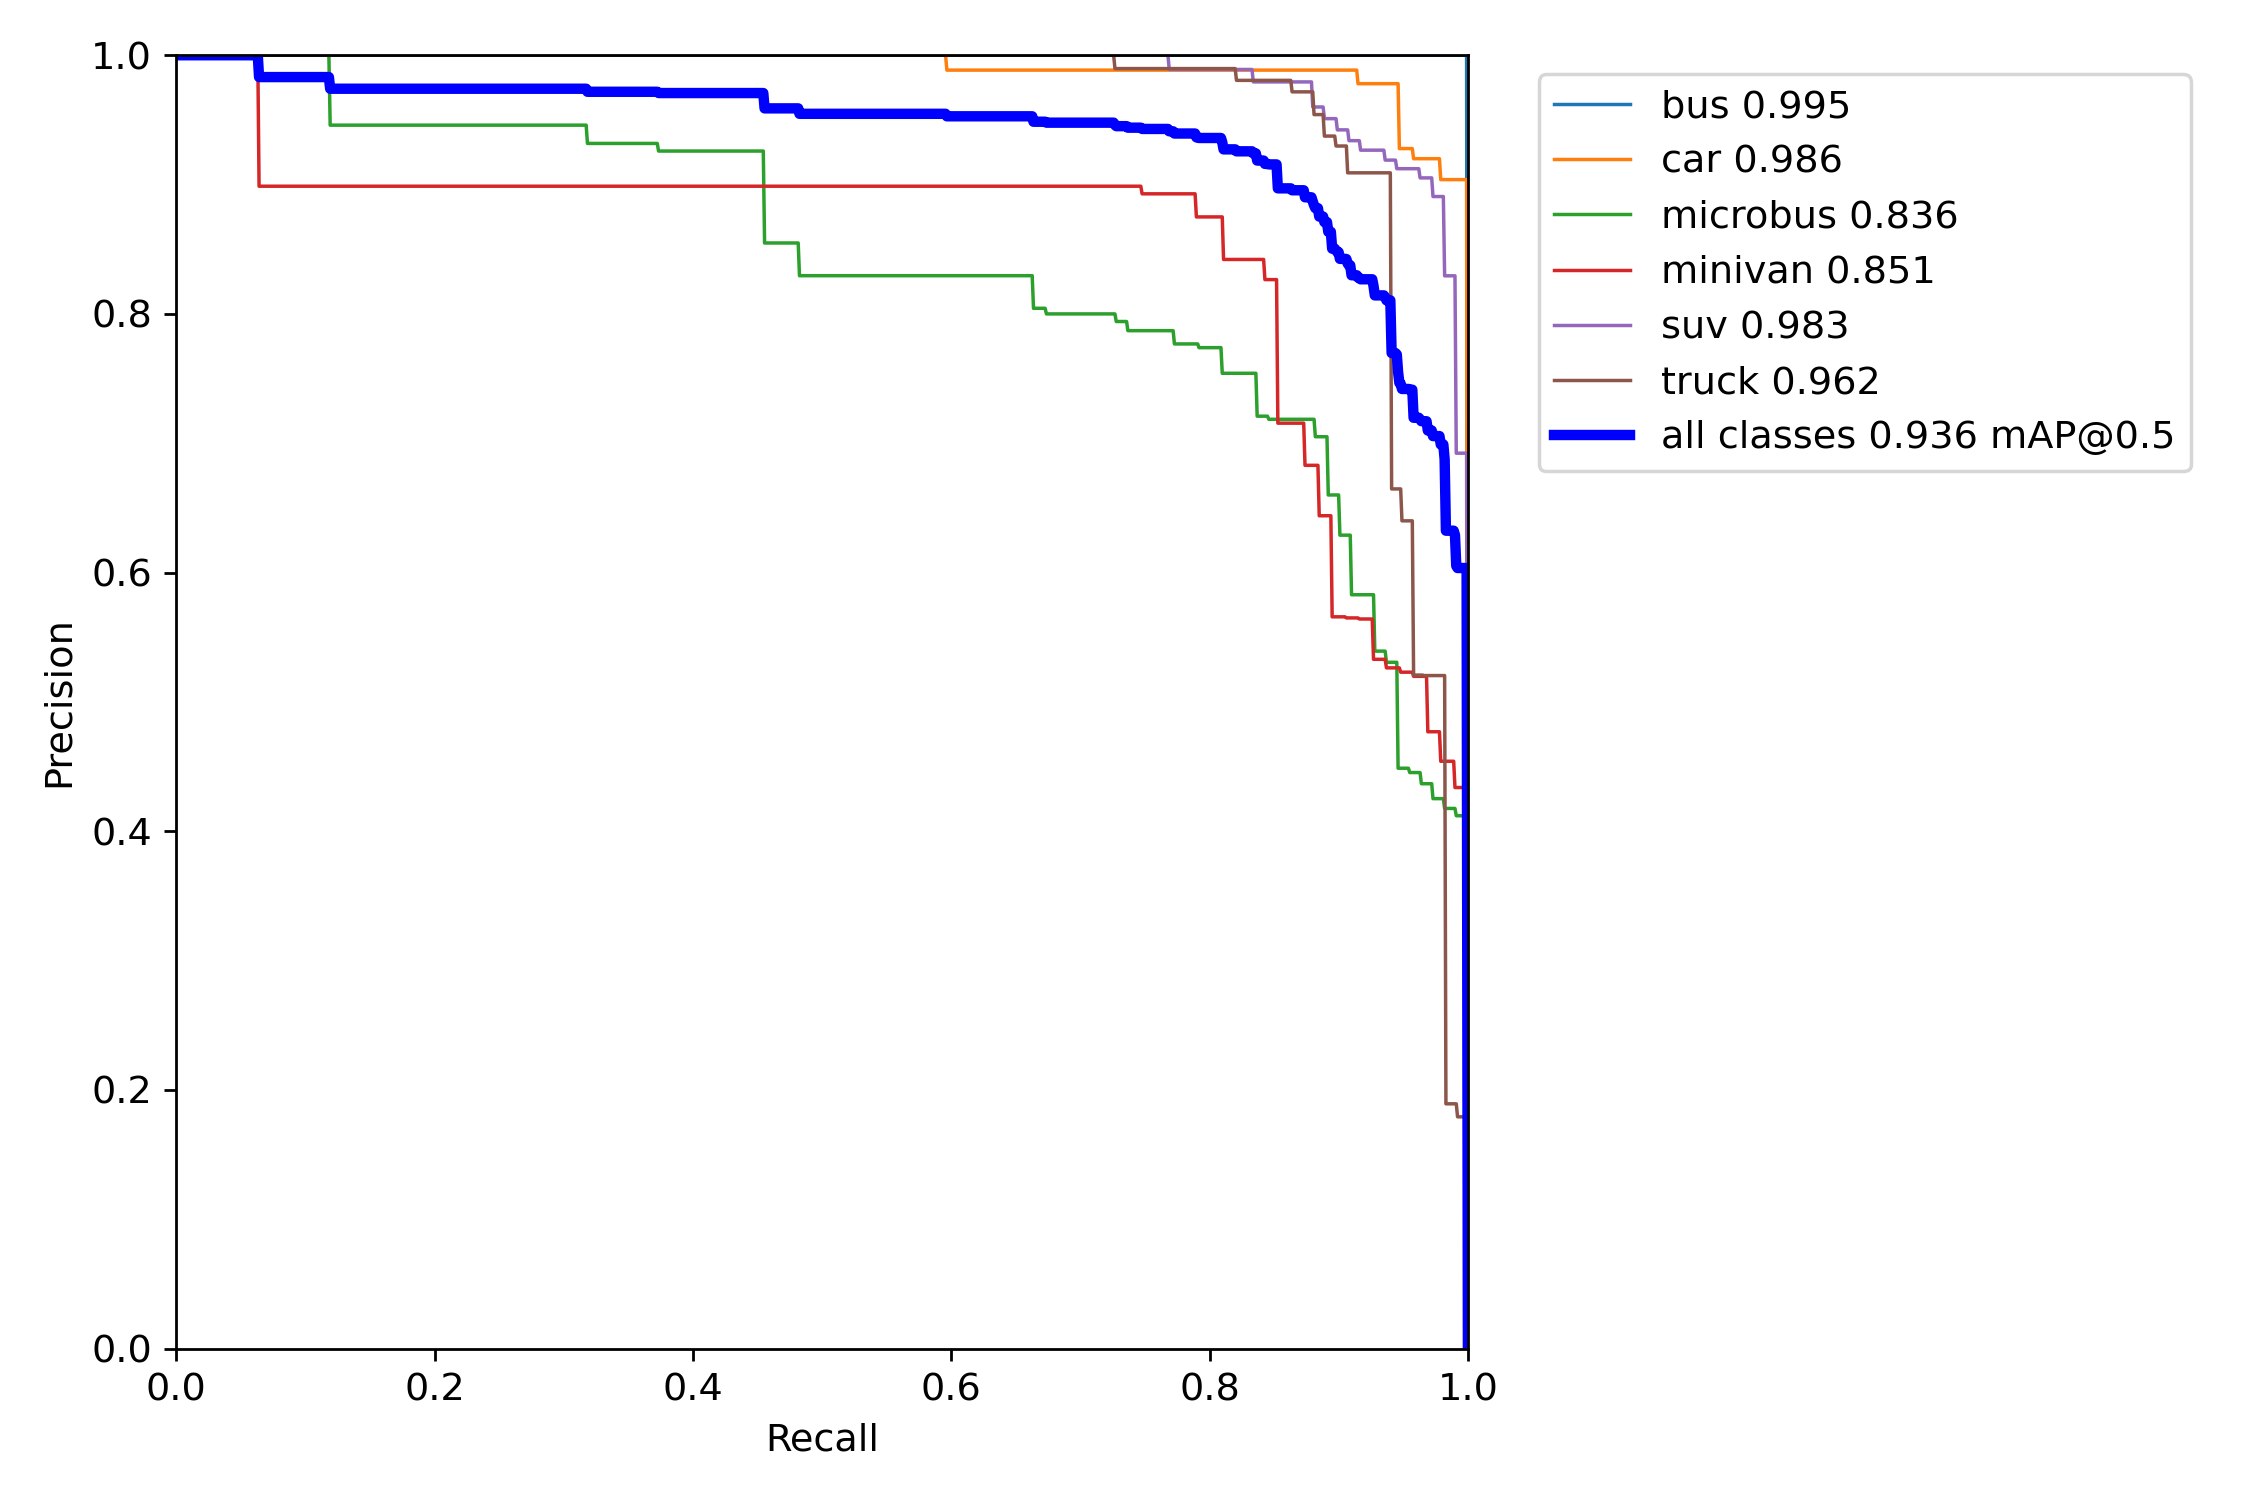 1.0
0.8
0.6
0.4
0.2
0.0
0.0 0.2 0.4 0.6 0.8 1.0
Precision
Recall
bus 0.995
car 0.986
microbus 0.836
minivan 0.851
suv 0.983
truck 0.962
all classes 0.936 mAP@0.5